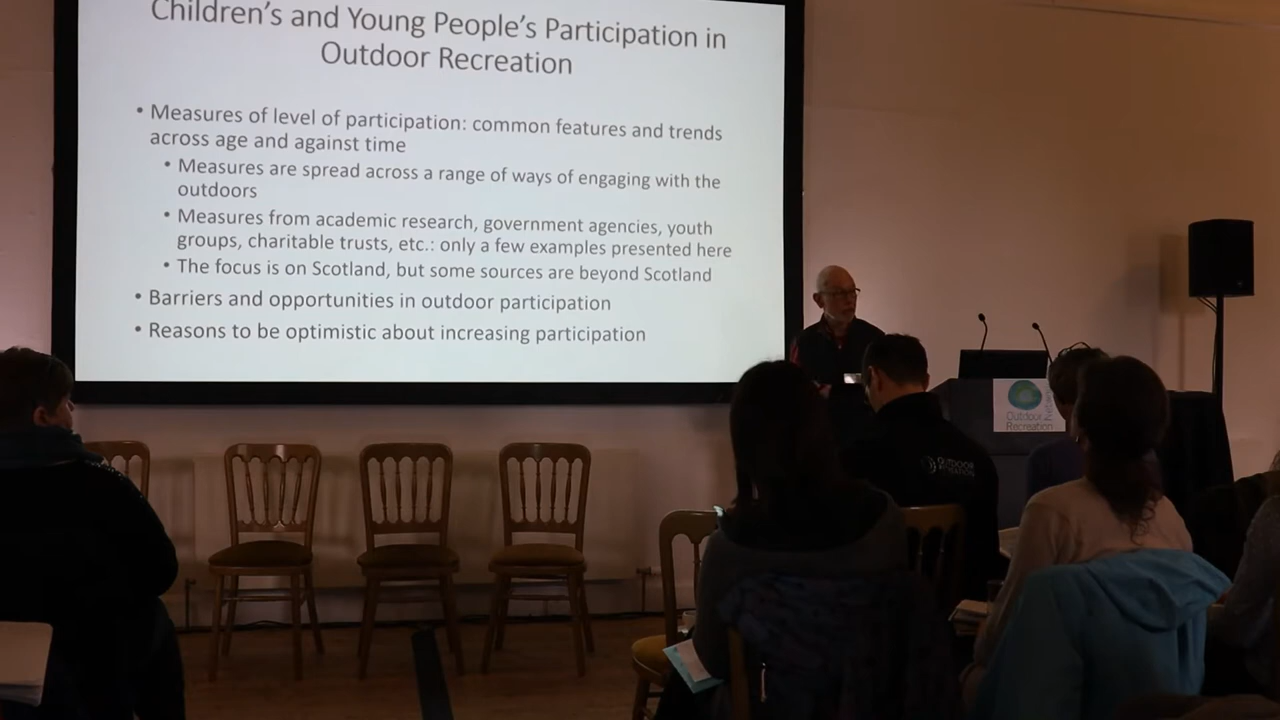 Children's and Young People's Participation in
Outdoor Recreation
• Measures of level of participation: common features and trends
across age and against time
• Measures are spread across a range of ways of engaging with the
outdoors
• Measures from academic research, government agencies, youth
groups, charitable trusts, etc.: only a few examples presented here
• The focus is on Scotland, but some sources are beyond Scotland
• Barriers and opportunities in outdoor participation
• Reasons to be optimistic about increasing participation
Outdoor
Recreation
OUTDOOR